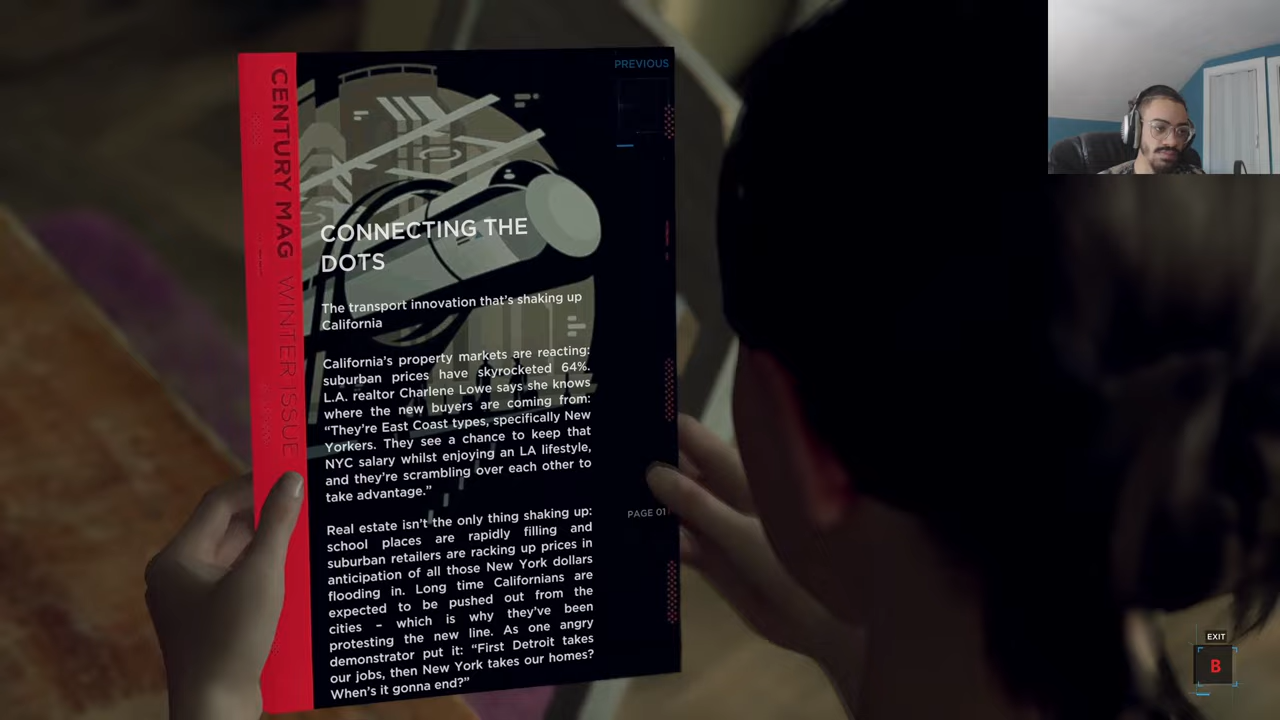 CENTURY MAG WINTER ISSUE
PREVIOUS
CONNECTING THE
DOTS
The transport innovation that's shaking up
California
California's property markets are reacting:
suburban prices have skyrocketed 64%.
L.A. realtor Charlene Lowe says she knows
where the new buyers are coming from:
“They're East Coast types, specifically New
Yorkers. They see a chance to keep that
NYC salary whilst enjoying an LA lifestyle,
and they're scrambling over each other to
take advantage.”
Real estate isn't the only thing shaking up:
school places are rapidly filling and
suburban retailers are racking up prices in
anticipation of all those New York dollars
flooding in. Long time Californians are
expected to be pushed out from the
cities – which is why they've been
protesting the new line. As one angry
demonstrator put it: “First Detroit takes
our jobs, then New York takes our homes?
When's it gonna end?”
PAGE 01
EXIT
B